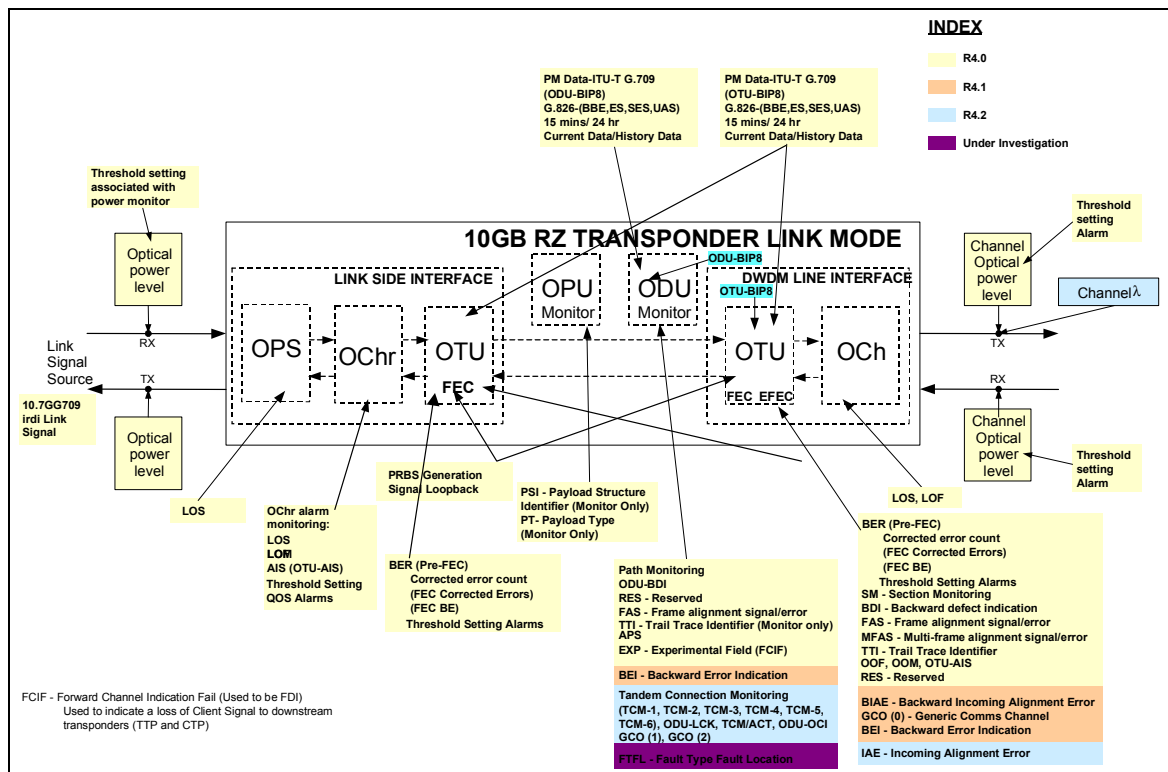 INDEX
R4.0
R4.1
R4.2
Under Investigation
PM Data-ITU-T G.709
(ODU-BIP8)
G.826-(BBE,ES,SES,UAS)
15 mins/ 24 hr
Current Data/History Data
PM Data-ITU-T G.709
(OTU-BIP8)
G.826-(BBE,ES,SES,UAS)
15 mins/ 24 hr
Current Data/History Data
Threshold setting
associated with
power monitor
Optical
power
level
Threshold
setting
Alarm
Channel
Optical
power
level
Channel λ
10GB RZ TRANSPONDER LINK MODE
LINK SIDE INTERFACE
DWDM LINE INTERFACE
ODU-BIP8
OTU-BIP8
OPU
Monitor
ODU
Monitor
OPS
OChr
OTU
FEC
OTU
FEC EFEC
OCh
RX
Link
Signal
Source
TX
10.7GG709
irdi Link
Signal
Optical
power
level
TX
RX
Channel
Optical
power
level
Threshold
setting
Alarm
LOS
OChr alarm
monitoring:
LOS
AIS (OTU-AIS)
Threshold Setting
QOS Alarms
PRBS Generation
Signal Loopback
BER (Pre-FEC)
Corrected error count
(FEC Corrected Errors)
(FEC BE)
Threshold Setting Alarms
PSI - Payload Structure
Identifier (Monitor Only)
PT- Payload Type
(Monitor Only)
Path Monitoring
ODU-BDI
RES - Reserved
FAS - Frame alignment signal/error
TTI - Trail Trace Identifier (Monitor only)
APS
EXP - Experimental Field (FCIF)
BEI - Backward Error Indication
Tandem Connection Monitoring
(TCM-1, TCM-2, TCM-3, TCM-4, TCM-5,
TCM-6), ODU-LCK, TCM/ACT, ODU-OCI
GCO (1), GCO (2)
FTFL - Fault Type Fault Location
LOS, LOF
BER (Pre-FEC)
Corrected error count
(FEC Corrected Errors)
(FEC BE)
Threshold Setting Alarms
SM - Section Monitoring
BDI - Backward defect indication
FAS - Frame alignment signal/error
MFAS - Multi-frame alignment signal/error
TTI - Trail Trace Identifier
OOF, OOM, OTU-AIS
RES - Reserved
BIAE - Backward Incoming Alignment Error
GCO (0) - Generic Comms Channel
BEI - Backward Error Indication
IAE - Incoming Alignment Error
FCIF - Forward Channel Indication Fail (Used to be FDI)
Used to indicate a loss of Client Signal to downstream
transponders (TTP and CTP)